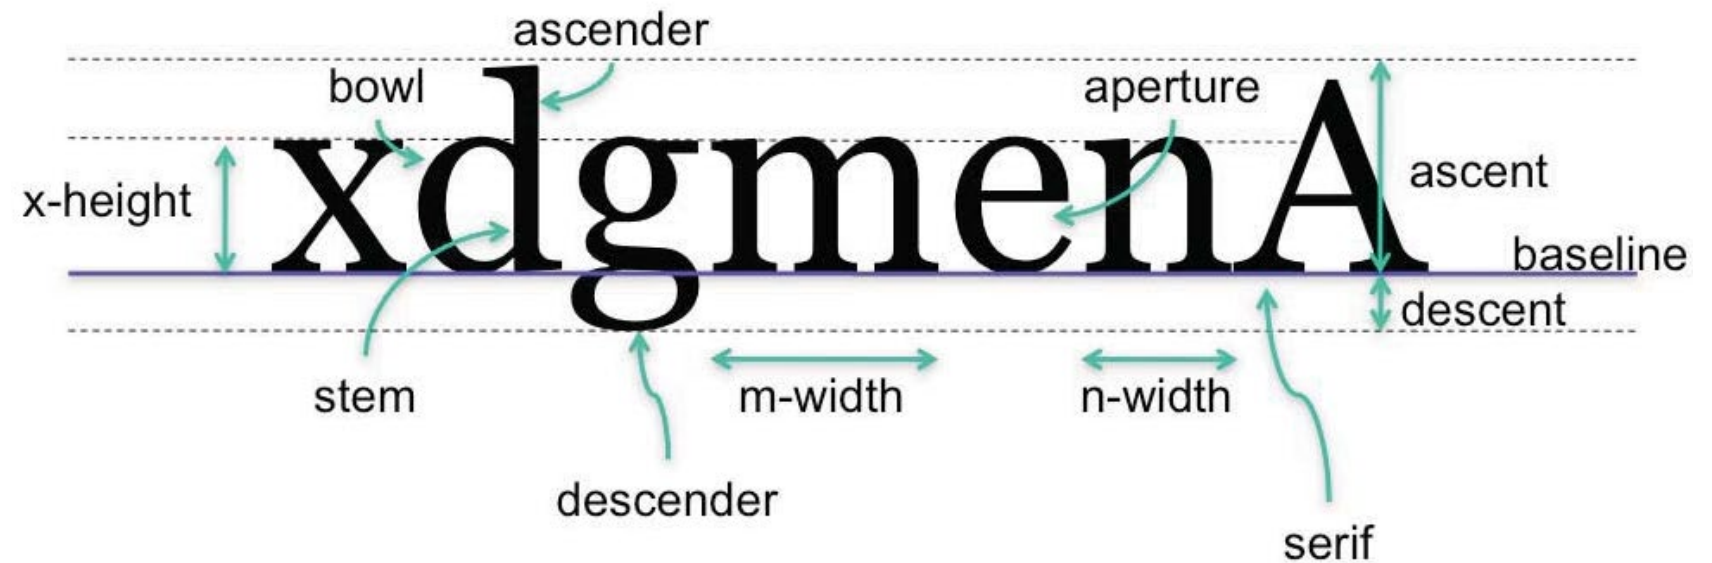 ascender
bowl
aperture
xdgmenA
x-height
ascent
baseline
descent
stem
m-width
n-width
descender
serif